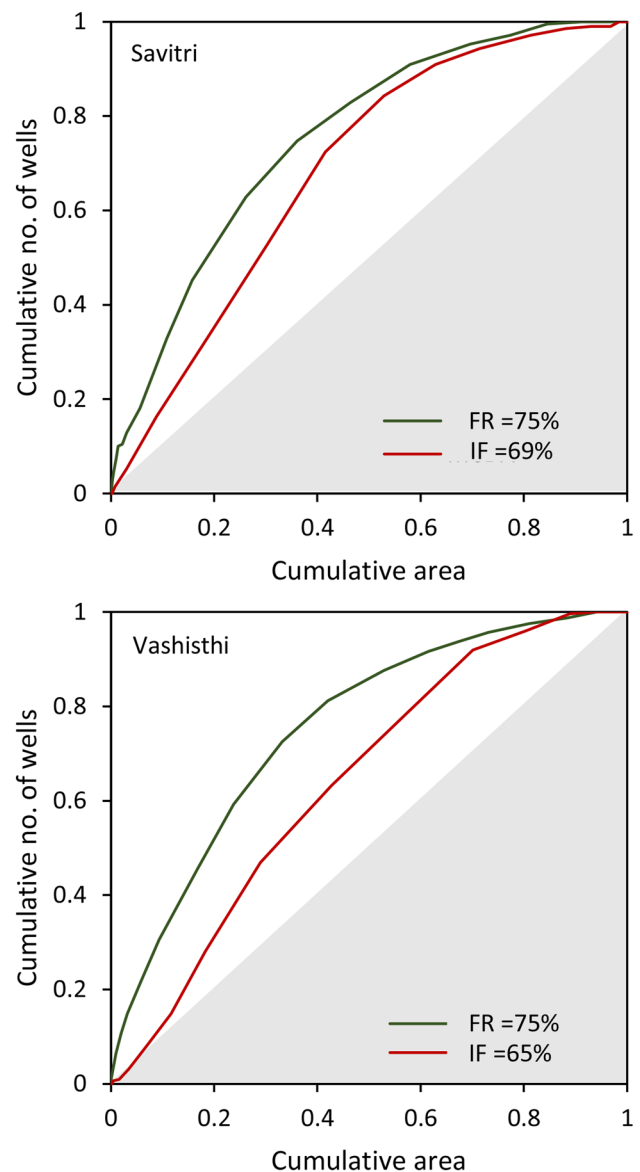 Savitri
Cumulative no. of wells
1
0.8
0.6
0.4
0.2
0
FR =75%
IF =69%
0 0.2 0.4 0.6 0.8 1
Cumulative area
Vashisthi
Cumulative no. of wells
1
0.8
0.6
0.4
0.2
0
FR =75%
IF =65%
0 0.2 0.4 0.6 0.8 1
Cumulative area